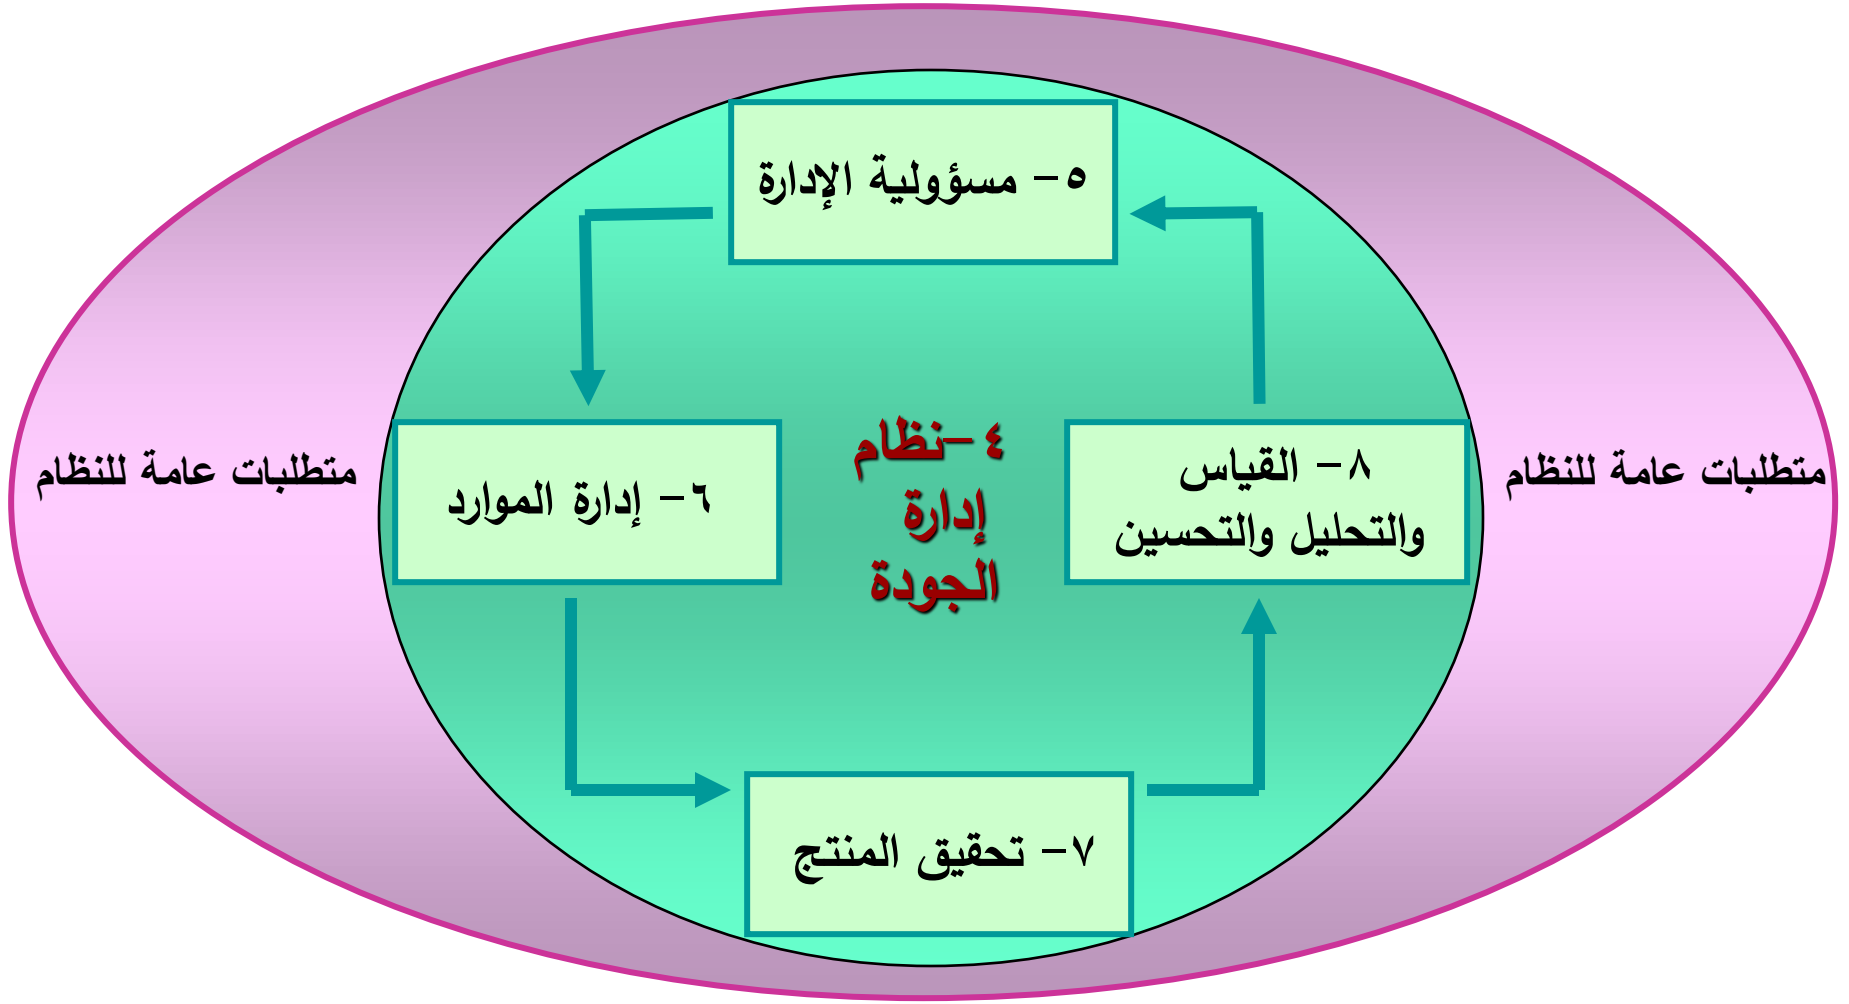 ٥- مسؤولية الإدارة
متطلبات عامة للنظام
٨- القياس
والتحليل والتحسين
٤-نظام
إدارة
الجودة
٦- إدارة الموارد
متطلبات عامة للنظام
٧- تحقيق المنتج